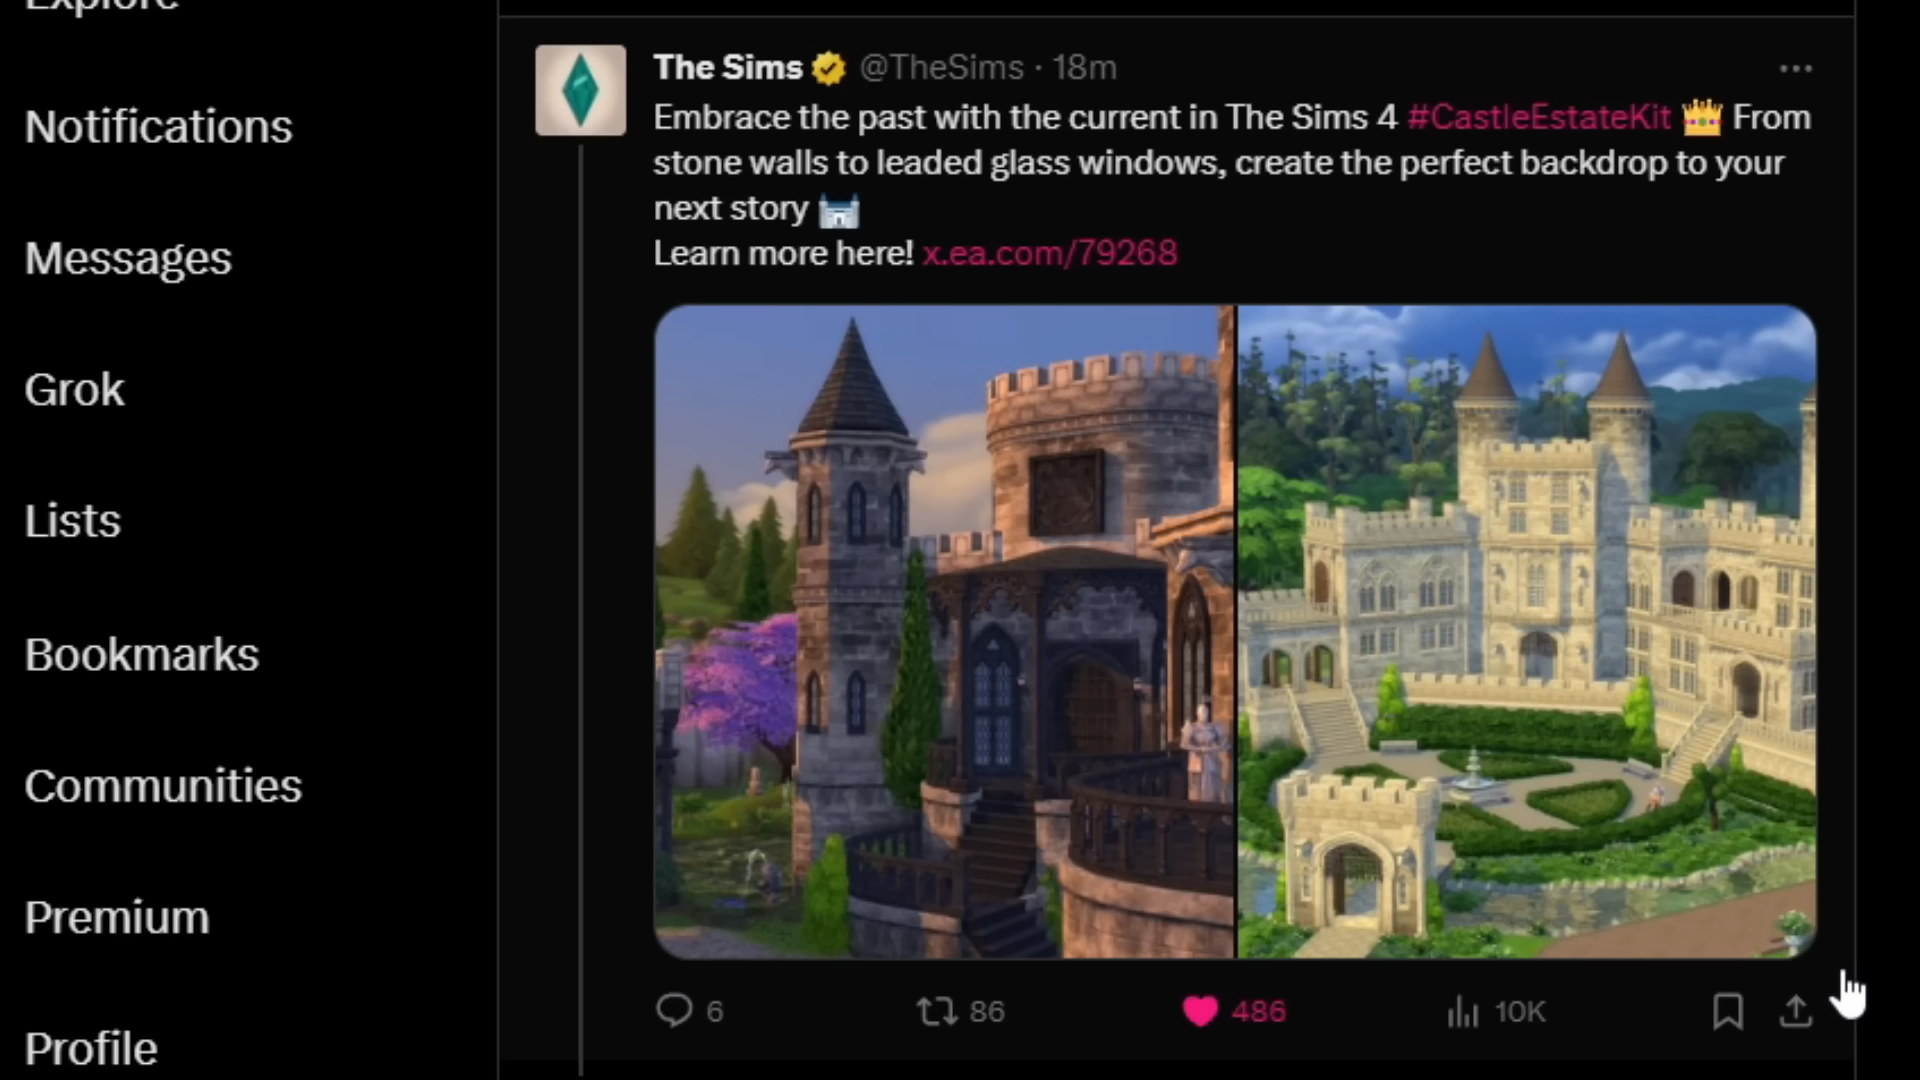 Explore
Notifications
Messages
Grok
Lists
Bookmarks
Communities
Premium
Profile
The Sims @TheSims · 18m
Embrace the past with the current in The Sims 4 #CastleEstateKit 👑 From
stone walls to leaded glass windows, create the perfect backdrop to your
next story 🏰
Learn more here! x.ea.com/79268
6 86 486 10K